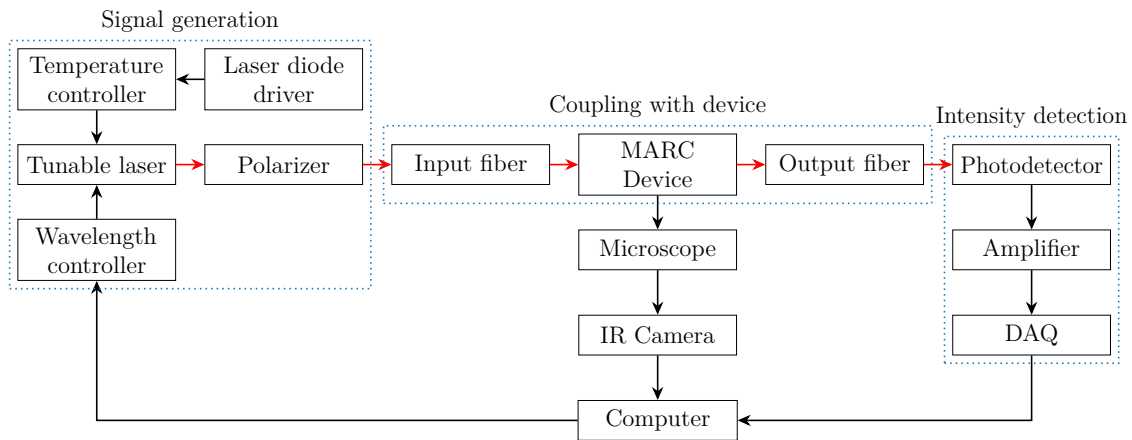 Signal generation
Temperature
controller
Laser diode
driver
Coupling with device
Intensity detection
Tunable laser
Polarizer
Input fiber
MARC
Device
Output fiber
Photodetector
Wavelength
controller
Microscope
Amplifier
IR Camera
DAQ
Computer